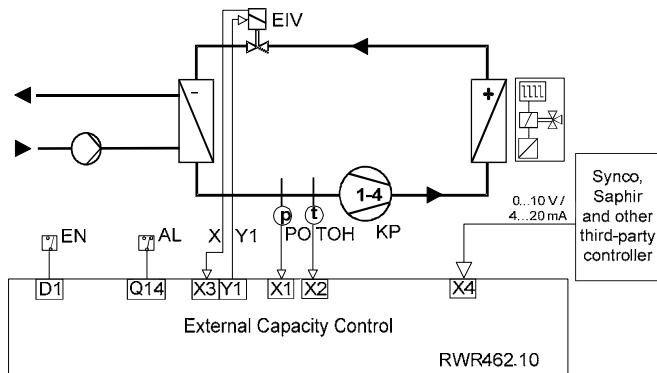 EIV
-
+
1-4
Synco,
Saphir
and other
third-party
controller
0...10 V /
4...20 mA
EN
AL
X
Y1
p
PO
t
TOH
KP
D1
Q14
X3
Y1
X1
X2
X4
External Capacity Control
RWR462.10